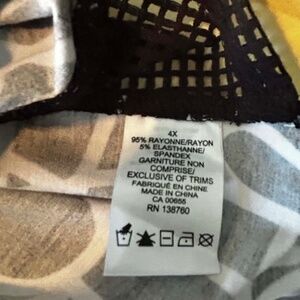 4X
95% RAYONNE/RAYON
5% ELASTHANNE/
SPANDEX
GARNITURE NON
COMPRISE/
EXCLUSIVE OF TRIMS
FABRIQUÉ EN CHINE
MADE IN CHINA
CA 00655
RN 138760